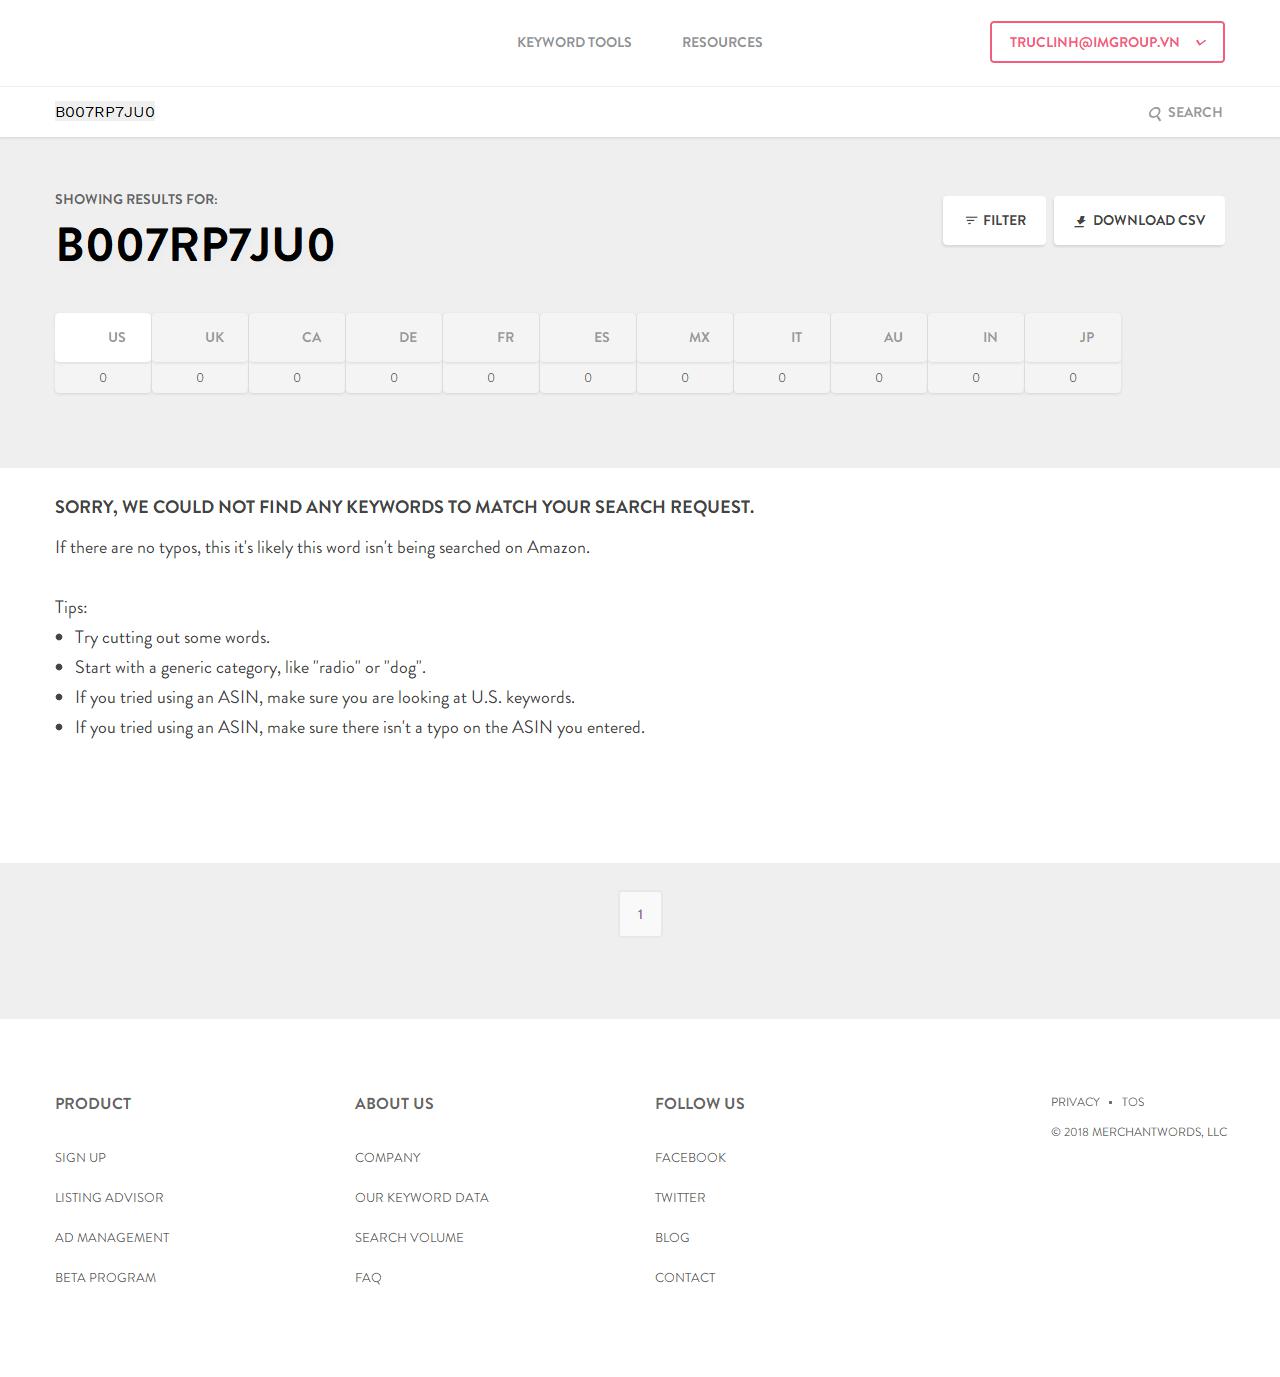 KEYWORD TOOLS RESOURCES TRUCLINH@IMGROUP.VN
B007RP7JU0 SEARCH
SHOWING RESULTS FOR:
B007RP7JU0
FILTER DOWNLOAD CSV
US UK CA DE FR ES MX IT AU IN JP
0 0 0 0 0 0 0 0 0 0 0
SORRY, WE COULD NOT FIND ANY KEYWORDS TO MATCH YOUR SEARCH REQUEST.
If there are no typos, this it's likely this word isn't being searched on Amazon.
Tips:
• Try cutting out some words.
• Start with a generic category, like "radio" or "dog".
• If you tried using an ASIN, make sure you are looking at U.S. keywords.
• If you tried using an ASIN, make sure there isn't a typo on the ASIN you entered.
1
PRODUCT ABOUT US FOLLOW US PRIVACY • TOS
© 2018 MERCHANTWORDS, LLC
SIGN UP COMPANY FACEBOOK
LISTING ADVISOR OUR KEYWORD DATA TWITTER
AD MANAGEMENT SEARCH VOLUME BLOG
BETA PROGRAM FAQ CONTACT